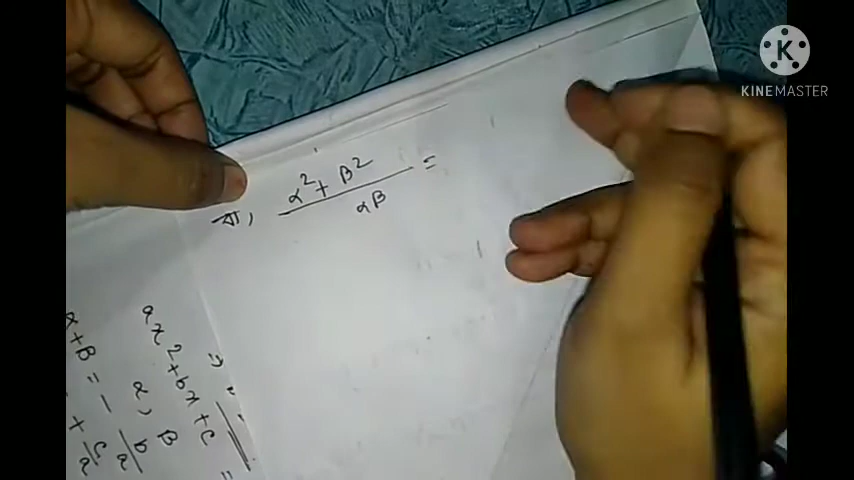 KINEMASTER
বা, α² + β² / αβ =
ax² + bx + c =
α, β
α + β = - b/a
c/a